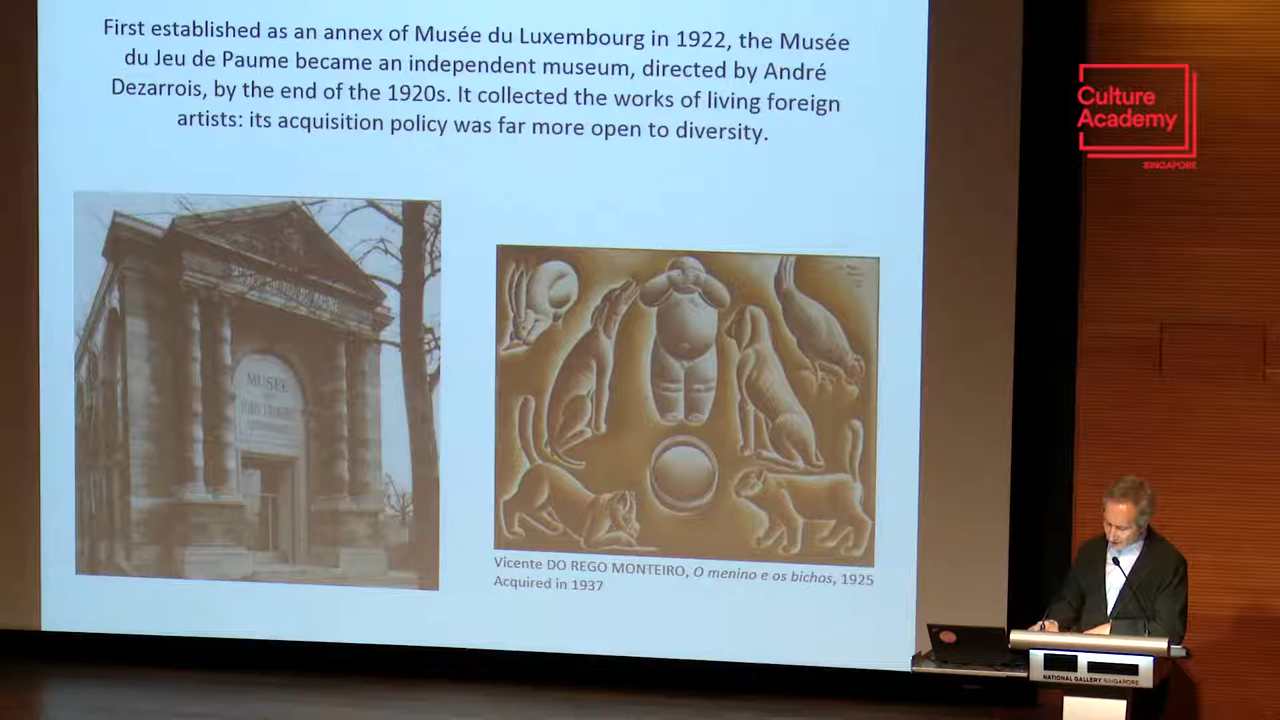 First established as an annex of Musée du Luxembourg in 1922, the Musée
du Jeu de Paume became an independent museum, directed by André
Dezarrois, by the end of the 1920s. It collected the works of living foreign
artists: its acquisition policy was far more open to diversity.
Culture
Academy
SINGAPORE
MUSÉE
Vicente DO REGO MONTEIRO, O menino e os bichos, 1925
Acquired in 1937
NATIONAL GALLERY SINGAPORE